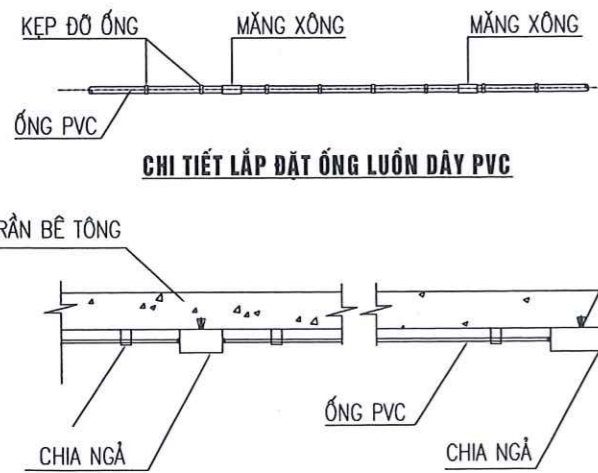 KẸP ĐỠ ỐNG
MĂNG XÔNG
MĂNG XÔNG
ỐNG PVC
CHI TIẾT LẮP ĐẶT ỐNG LUỒN DÂY PVC
RẦN BÊ TÔNG
ỐNG PVC
CHIA NGẢ
CHIA NGẢ